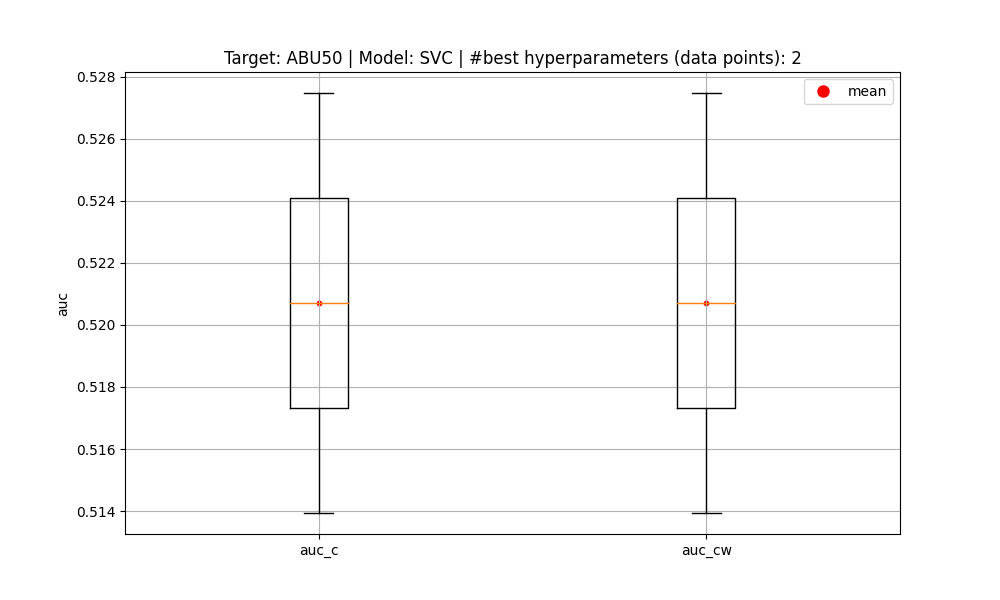 Target: ABU50 | Model: SVC | #best hyperparameters (data points): 2
mean
0.528
0.526
0.524
0.522
0.520
0.518
0.516
0.514
auc
auc_c
auc_cw